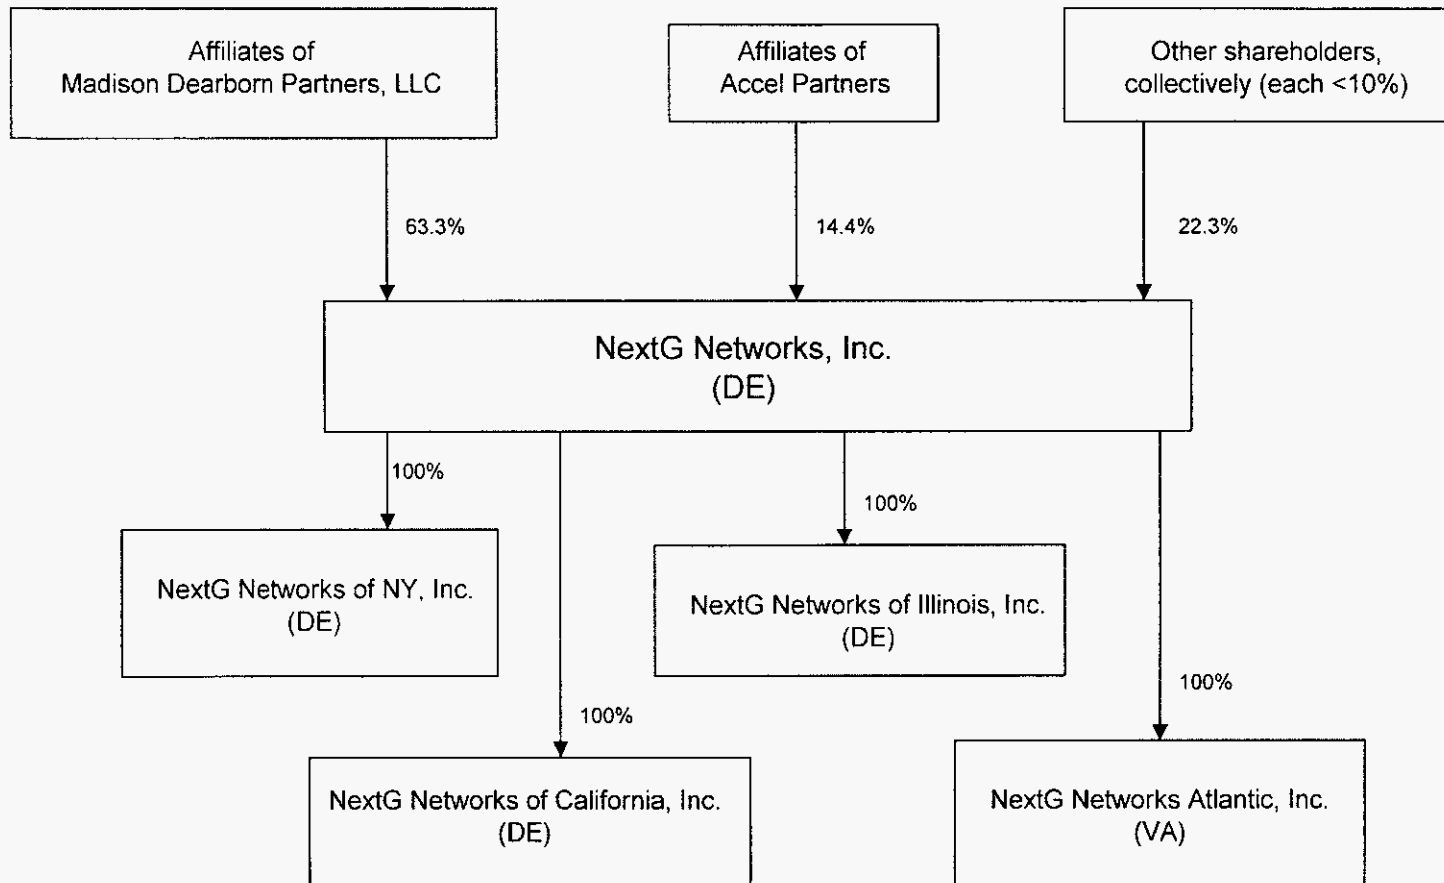 Affiliates of
Madison Dearborn Partners, LLC
Affiliates of
Accel Partners
Other shareholders,
collectively (each <10%)
63.3%
14.4%
22.3%
NextG Networks, Inc.
(DE)
100%
100%
NextG Networks of NY, Inc.
(DE)
NextG Networks of Illinois, Inc.
(DE)
100%
100%
NextG Networks of California, Inc.
(DE)
NextG Networks Atlantic, Inc.
(VA)